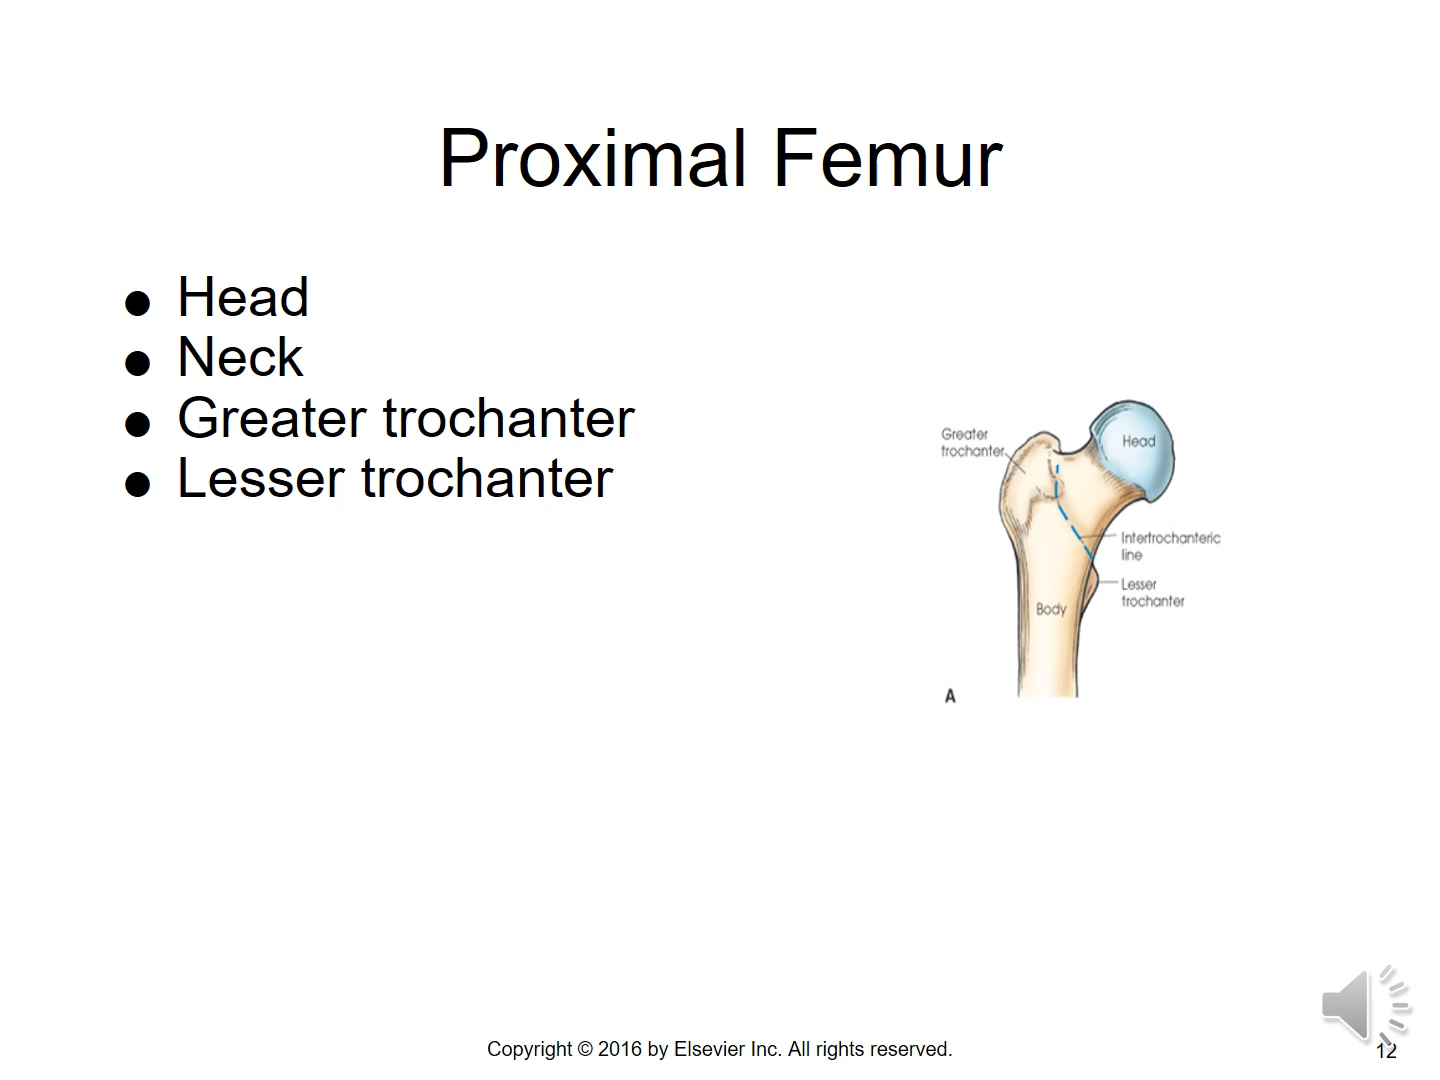 Proximal Femur
● Head
● Neck
● Greater trochanter
● Lesser trochanter
Greater
trochanter
Head
Intertrochanteric
line
Lesser
trochanter
Body
A
Copyright © 2016 by Elsevier Inc. All rights reserved.
12